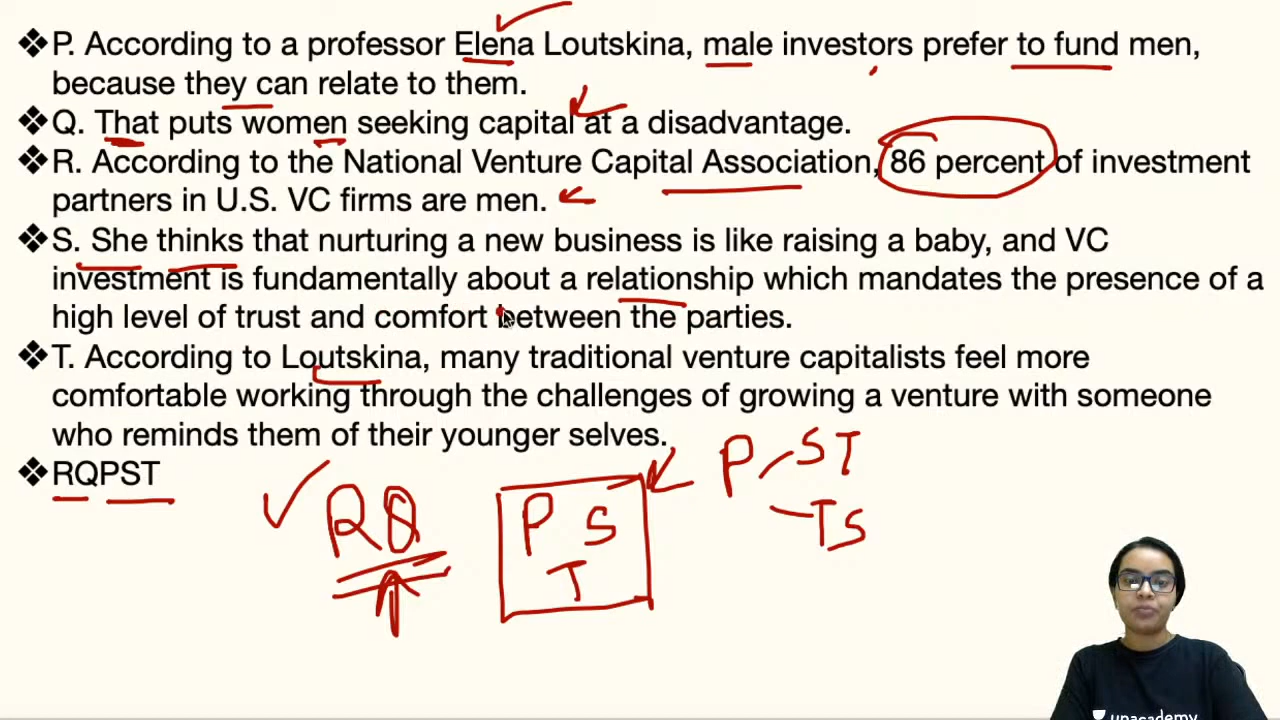 ❖P. According to a professor Elena Loutskina, male investors prefer to fund men,
because they can relate to them.
❖Q. That puts women seeking capital at a disadvantage.
❖R. According to the National Venture Capital Association, 86 percent of investment
partners in U.S. VC firms are men.
❖S. She thinks that nurturing a new business is like raising a baby, and VC
investment is fundamentally about a relationship which mandates the presence of a
high level of trust and comfort between the parties.
❖T. According to Loutskina, many traditional venture capitalists feel more
comfortable working through the challenges of growing a venture with someone
who reminds them of their younger selves.
❖RQPST
P ST
TS
RQ
P S
T
unacademy